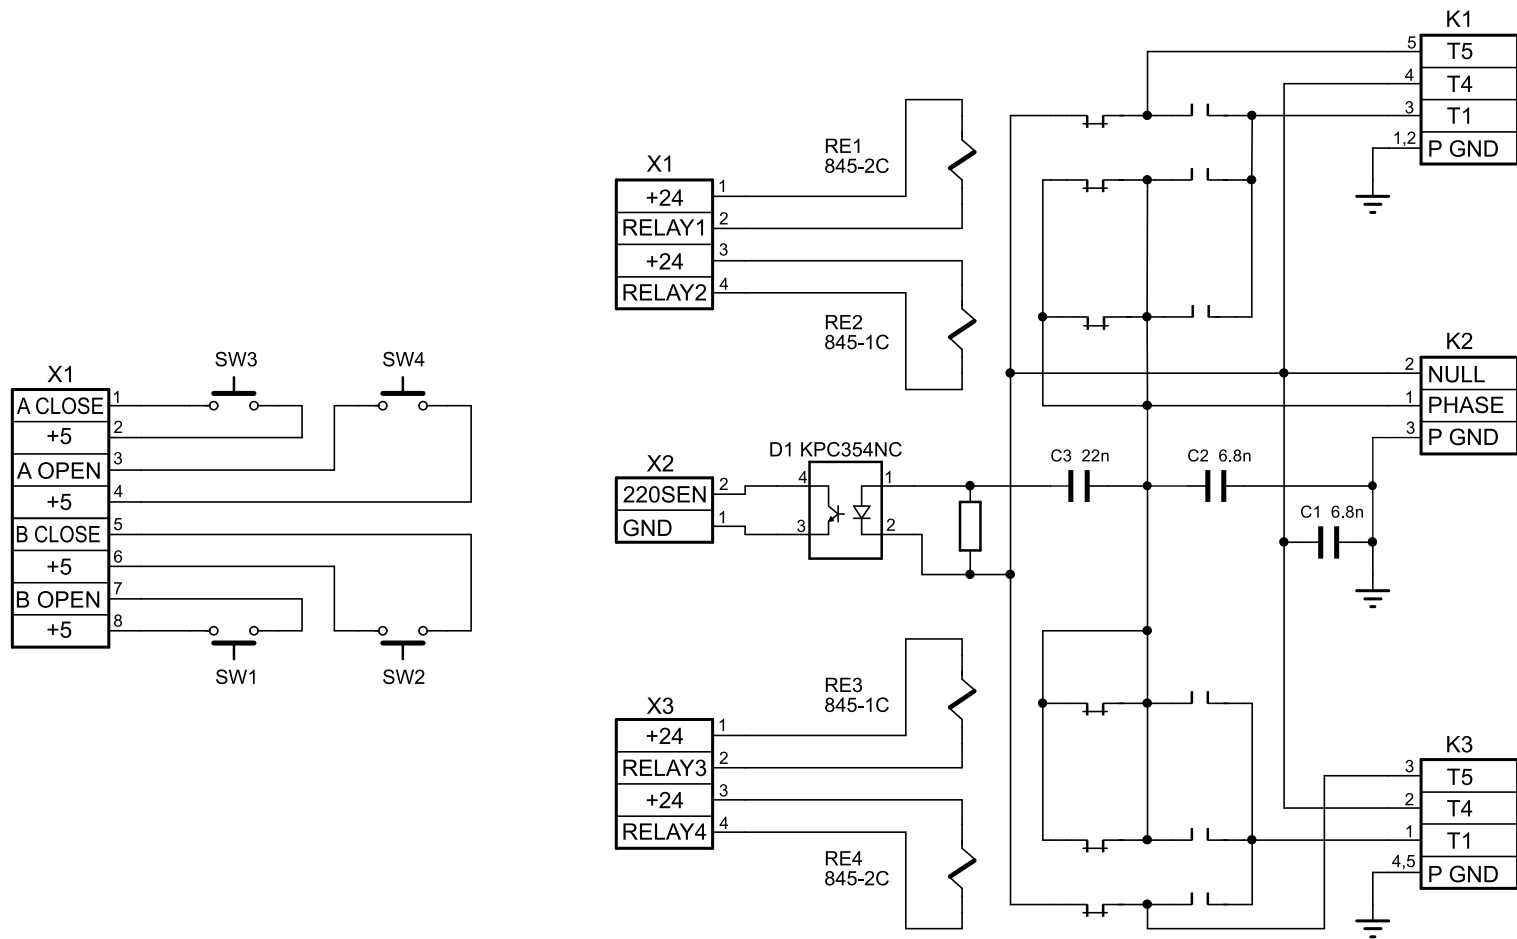 X1
1
A CLOSE
2
+5
3
A OPEN
4
+5
5
B CLOSE
6
+5
7
B OPEN
8
+5
SW3
SW4
SW1
SW2
X1
1
+24
2
RELAY1
3
+24
4
RELAY2
RE1
845-2C
RE2
845-1C
X2
2
220SEN
1
GND
D1 KPC354NC
4
1
3
2
C3 22n
C2 6.8n
C1 6.8n
X3
1
+24
2
RELAY3
3
+24
4
RELAY4
RE3
845-1C
RE4
845-2C
K1
5
T5
4
T4
3
T1
1,2
P GND
K2
2
NULL
1
PHASE
3
P GND
K3
3
T5
2
T4
1
T1
4,5
P GND